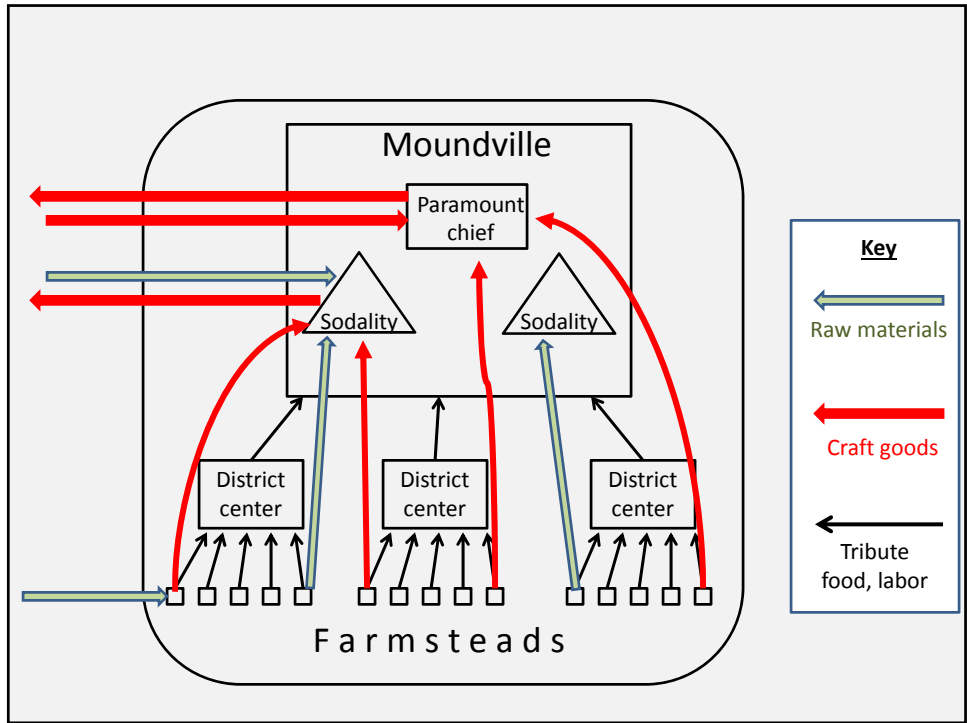 Moundville
Paramount
chief
Sodality
Sodality
District
center
District
center
District
center
F a r m s t e a d s
Key
Raw materials
Craft goods
Tribute
food, labor